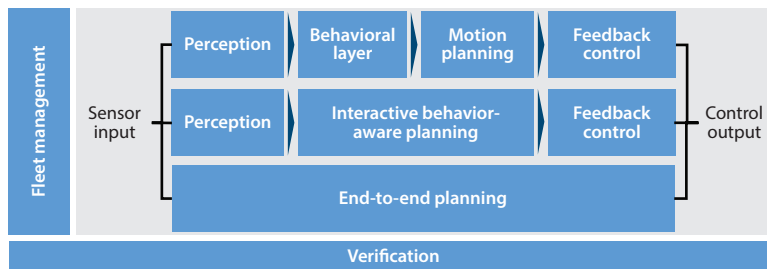 Fleet management
Sensor
input
Perception
Behavioral
layer
Motion
planning
Feedback
control
Perception
Interactive behavior-
aware planning
Feedback
control
End-to-end planning
Control
output
Verification